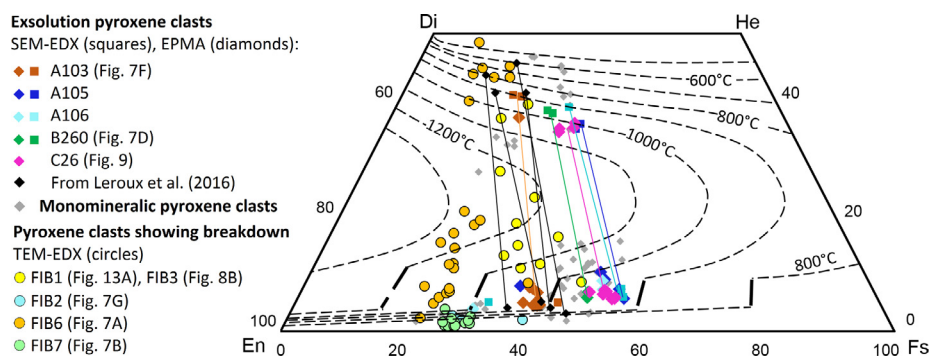 Exsolution pyroxene clasts
SEM-EDX (squares), EPMA (diamonds):
A103 (Fig. 7F)
A105
A106
B260 (Fig. 7D)
C26 (Fig. 9)
From Leroux et al. (2016)
Monomineralic pyroxene clasts
Pyroxene clasts showing breakdown
TEM-EDX (circles)
FIB1 (Fig. 13A), FIB3 (Fig. 8B)
FIB2 (Fig. 7G)
FIB6 (Fig. 7A)
FIB7 (Fig. 7B)
Di
He
60
40
600°C
800°C
1200°C
1000°C
80
20
800°C
100
0
En
Fs
0
20
40
60
80
100